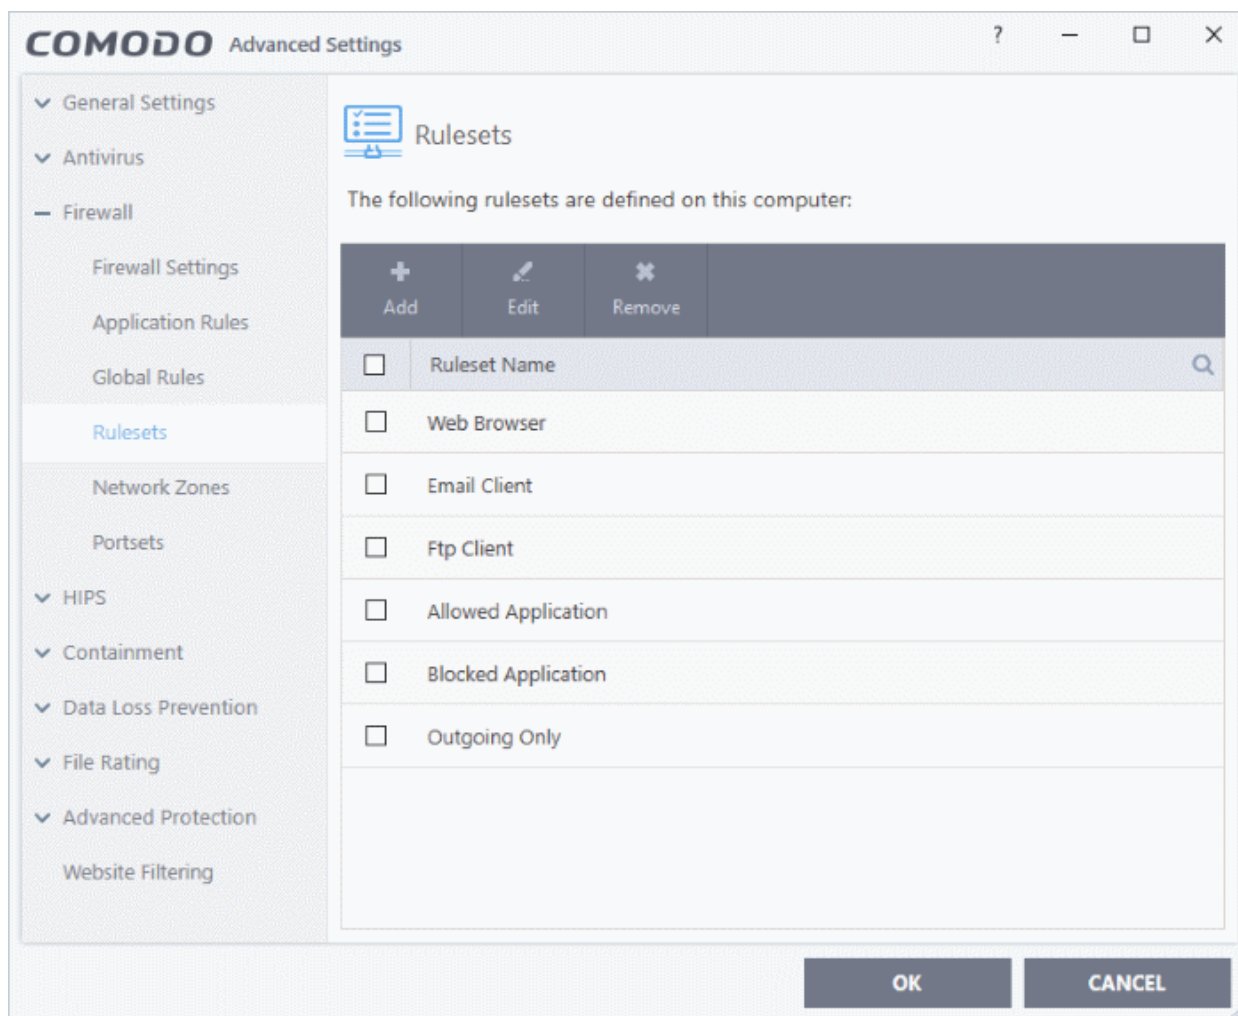 COMODO Advanced Settings ?
General Settings
Antivirus
Firewall
Firewall Settings
Application Rules
Global Rules
Rulesets
Network Zones
Portsets
HIPS
Containment
Data Loss Prevention
File Rating
Advanced Protection
Website Filtering
Rulesets
The following rulesets are defined on this computer:
Add Edit Remove
Ruleset Name
Web Browser
Email Client
Ftp Client
Allowed Application
Blocked Application
Outgoing Only
OK CANCEL